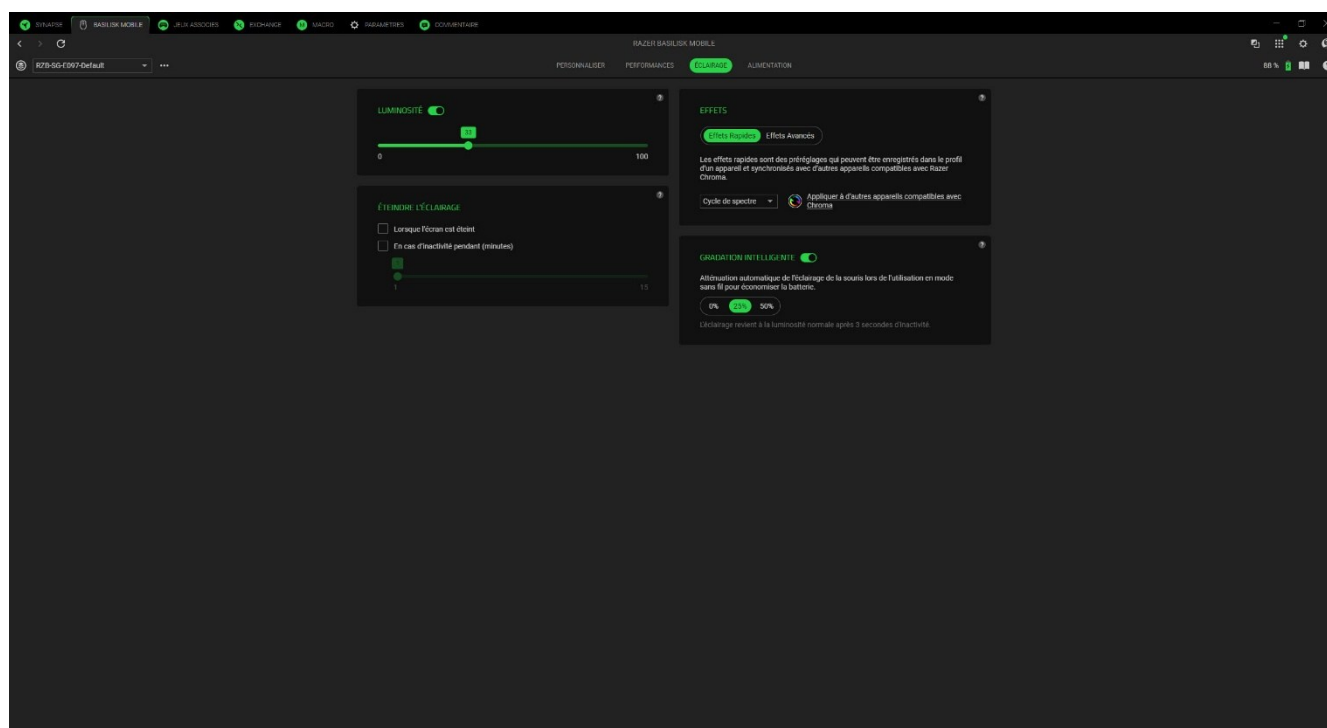 SYNAPSE BASILISK MOBILE JEUX ASSOCIÉS EXCHANGE MACRO PARAMÈTRES COMMENTAIRE
RAZER BASILISK MOBILE
RZB-SG-E097-Default
PERSONNALISER PERFORMANCES ÉCLAIRAGE ALIMENTATION
88 %
LUMINOSITÉ
33
0 100
ÉTEINDRE L'ÉCLAIRAGE
Lorsque l'écran est éteint
En cas d'inactivité pendant (minutes)
1 15
EFFETS
Effets Rapides Effets Avancés
Les effets rapides sont des préréglages qui peuvent être enregistrés dans le profil
d'un appareil et synchronisés avec d'autres appareils compatibles avec Razer
Chroma.
Cycle de spectre
Appliquer à d'autres appareils compatibles avec
Chroma
GRADATION INTELLIGENTE
Atténuation automatique de l'éclairage de la souris lors de l'utilisation en mode
sans fil pour économiser la batterie.
0% 25% 50%
L'éclairage revient à la luminosité normale après 3 secondes d'inactivité